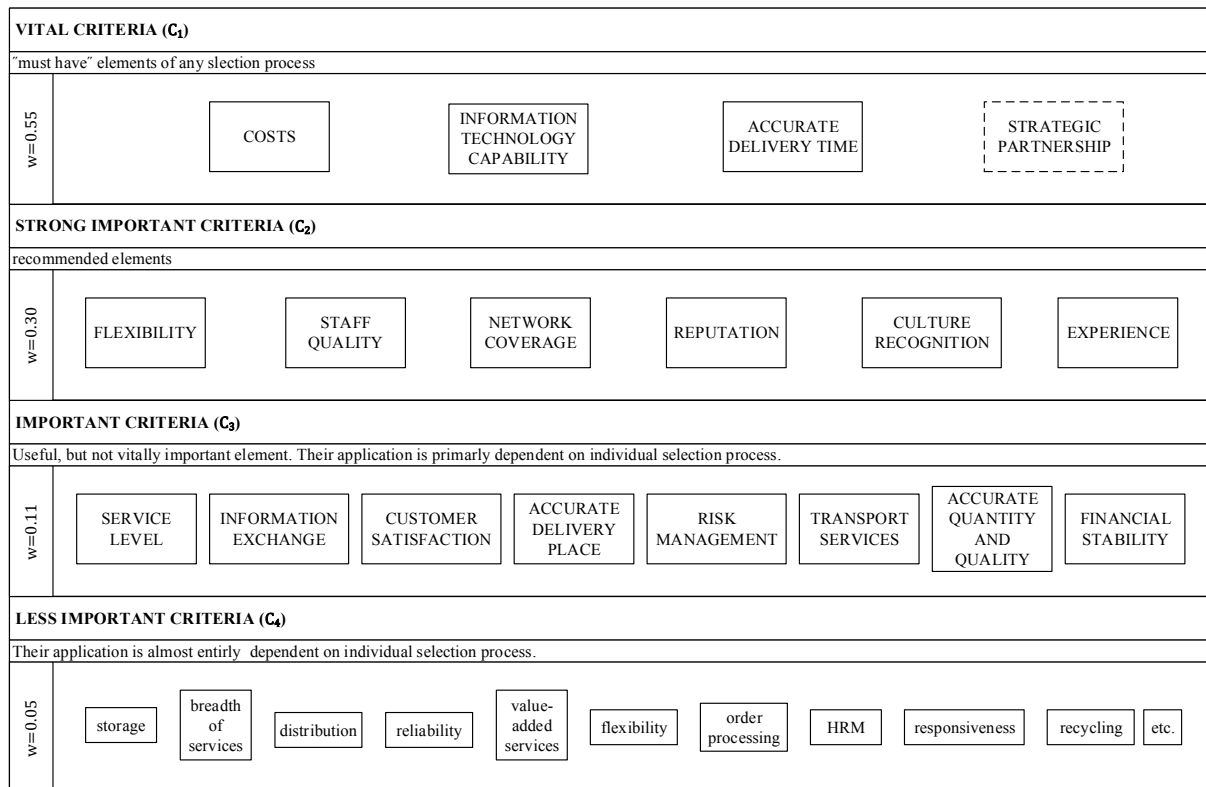 VITAL CRITERIA (C₁)
˝must have˝ elements of any slection process
w=0.55
COSTS
INFORMATION
TECHNOLOGY
CAPABILITY
ACCURATE
DELIVERY TIME
STRATEGIC
PARTNERSHIP
STRONG IMPORTANT CRITERIA (C₂)
recommended elements
w=0.30
FLEXIBILITY
STAFF
QUALITY
NETWORK
COVERAGE
REPUTATION
CULTURE
RECOGNITION
EXPERIENCE
IMPORTANT CRITERIA (C₃)
Useful, but not vitally important element. Their application is primarly dependent on individual selection process.
w=0.11
SERVICE
LEVEL
INFORMATION
EXCHANGE
CUSTOMER
SATISFACTION
ACCURATE
DELIVERY
PLACE
RISK
MANAGEMENT
TRANSPORT
SERVICES
ACCURATE
QUANTITY
AND
QUALITY
FINANCIAL
STABILITY
LESS IMPORTANT CRITERIA (C₄)
Their application is almost entirly dependent on individual selection process.
w=0.05
storage
breadth
of
services
distribution
reliability
value-
added
services
flexibility
order
processing
HRM
responsiveness
recycling
etc.